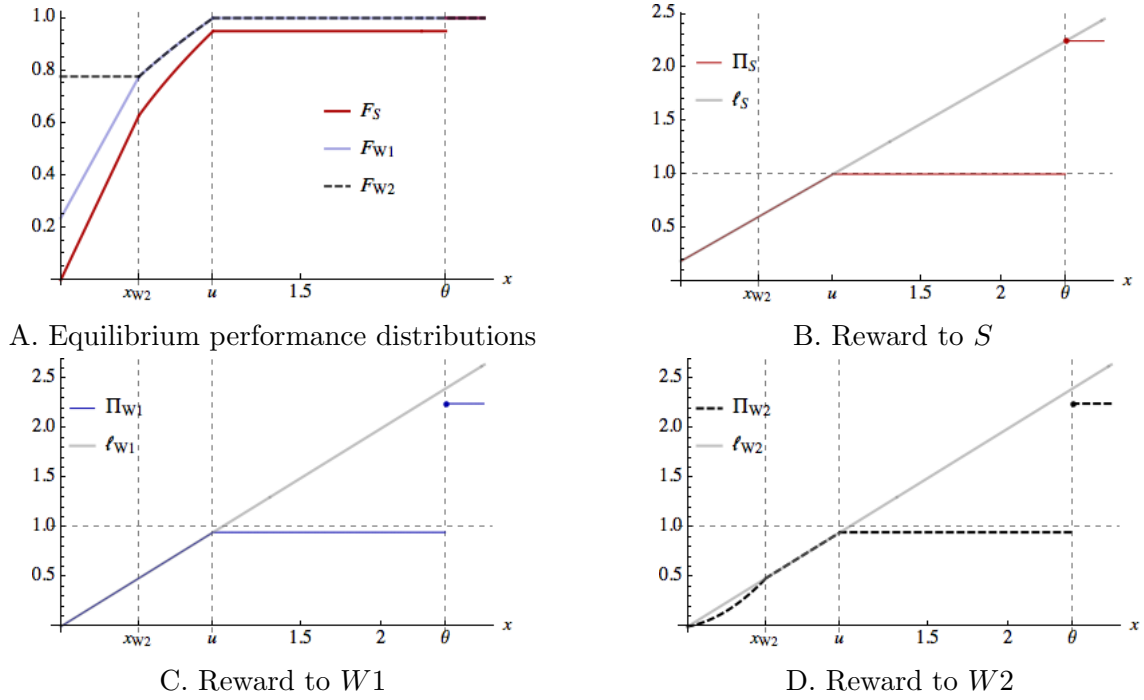 1.0
0.8
0.6
0.4
0.2
F_S
F_W1
F_W2
x_W2
u
1.5
θ
x
A. Equilibrium performance distributions
2.5
2.0
1.5
1.0
0.5
Π_S
ℓ_S
x_W2
u
1.5
2
θ
x
B. Reward to S
2.5
2.0
1.5
1.0
0.5
Π_W1
ℓ_W1
x_W2
u
1.5
2
θ
x
C. Reward to W1
2.5
2.0
1.5
1.0
0.5
Π_W2
ℓ_W2
x_W2
u
1.5
2
θ
x
D. Reward to W2